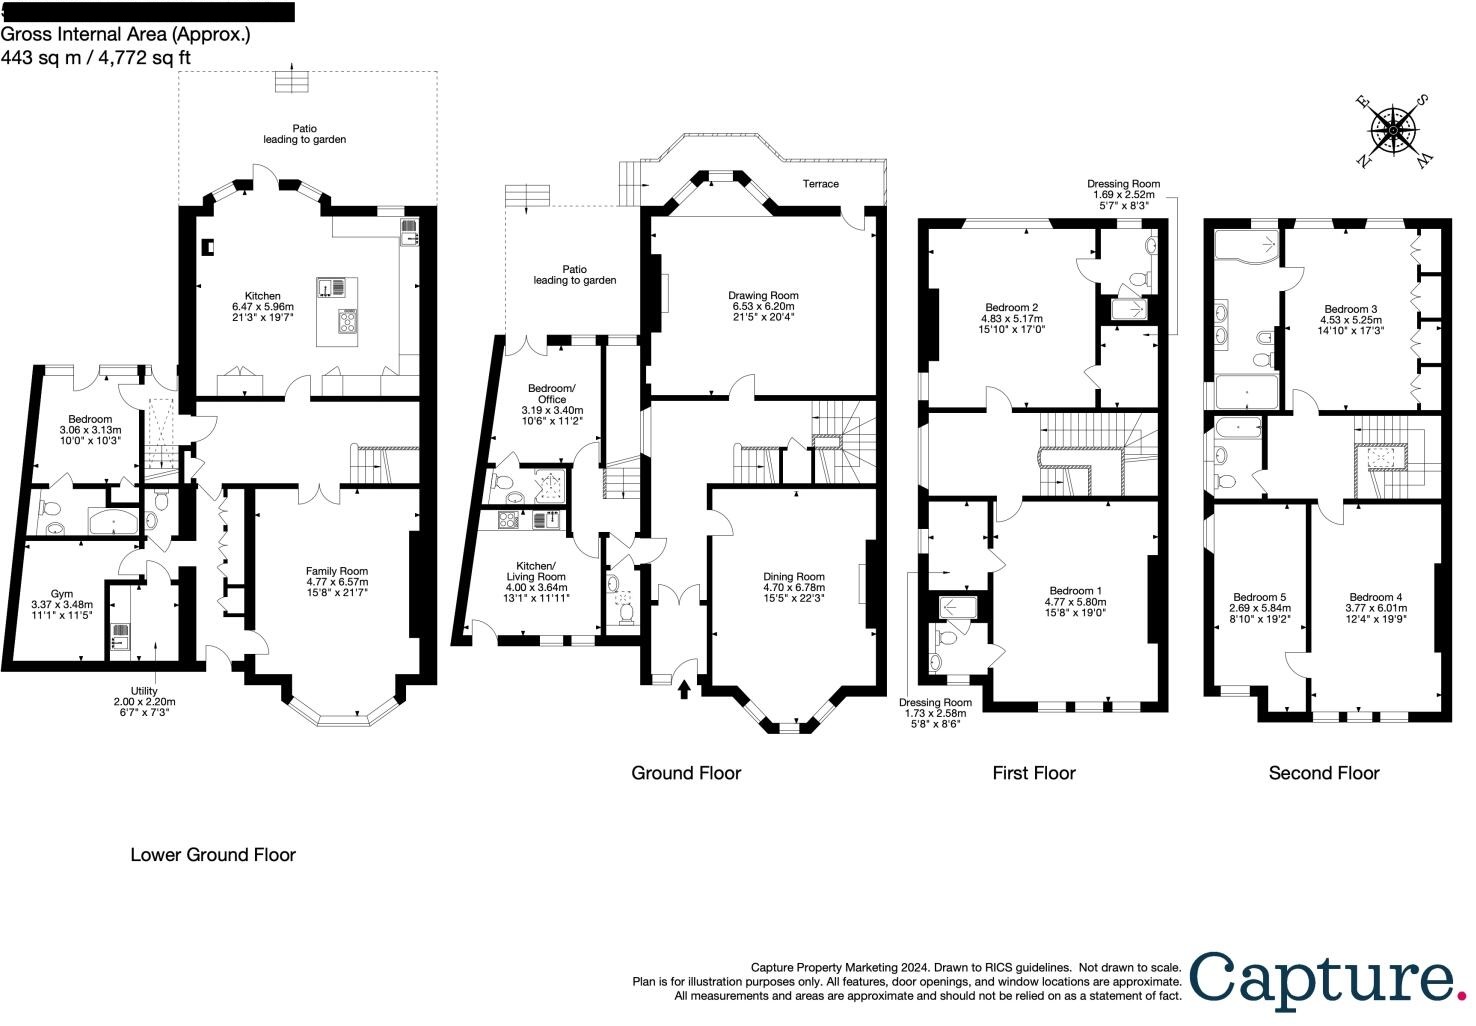 Gross Internal Area (Approx.)
443 sq m / 4,772 sq ft
Patio
leading to garden
Kitchen
6.47 x 5.96m
21'3" x 19'7"
Bedroom
3.06 x 3.13m
10'0" x 10'3"
Gym
3.37 x 3.48m
11'1" x 11'5"
Family Room
4.77 x 6.57m
15'8" x 21'7"
Utility
2.00 x 2.20m
6'7" x 7'3"
Lower Ground Floor
Terrace
Patio
leading to garden
Drawing Room
6.53 x 6.20m
21'5" x 20'4"
Bedroom/
Office
3.19 x 3.40m
10'6" x 11'2"
Kitchen/
Living Room
4.00 x 3.64m
13'1" x 11'11"
Dining Room
4.70 x 6.78m
15'5" x 22'3"
Ground Floor
Dressing Room
1.69 x 2.52m
5'7" x 8'3"
Bedroom 2
4.83 x 5.17m
15'10" x 17'0"
Bedroom 1
4.77 x 5.80m
15'8" x 19'0"
Dressing Room
1.73 x 2.58m
5'8" x 8'6"
First Floor
E
S
N
W
Bedroom 3
4.53 x 5.25m
14'10" x 17'3"
Bedroom 5
2.69 x 5.84m
8'10" x 19'2"
Bedroom 4
3.77 x 6.01m
12'4" x 19'9"
Second Floor
Capture Property Marketing 2024. Drawn to RICS guidelines. Not drawn to scale.
Plan is for illustration purposes only. All features, door openings, and window locations are approximate.
All measurements and areas are approximate and should not be relied on as a statement of fact.
Capture.